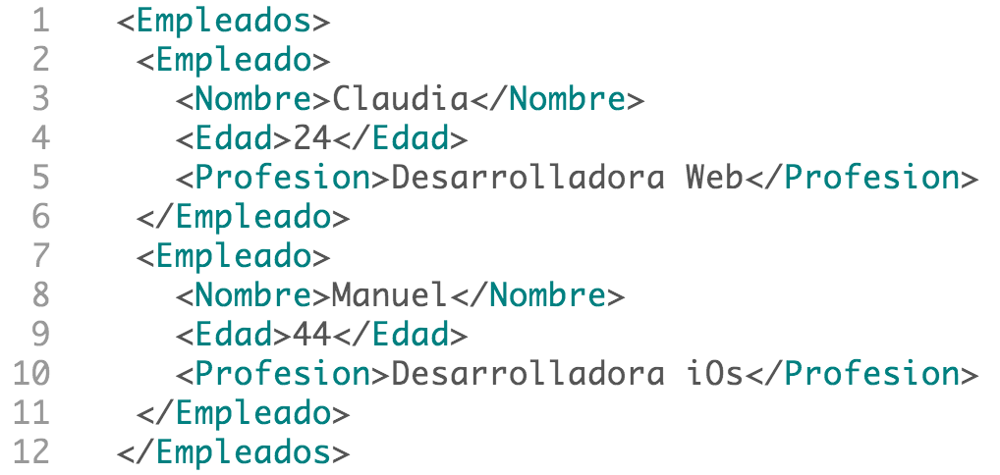 1 <Empleados>
2 <Empleado>
3 <Nombre>Claudia</Nombre>
4 <Edad>24</Edad>
5 <Profesion>Desarrolladora Web</Profesion>
6 </Empleado>
7 <Empleado>
8 <Nombre>Manuel</Nombre>
9 <Edad>44</Edad>
10 <Profesion>Desarrolladora iOs</Profesion>
11 </Empleado>
12 </Empleados>